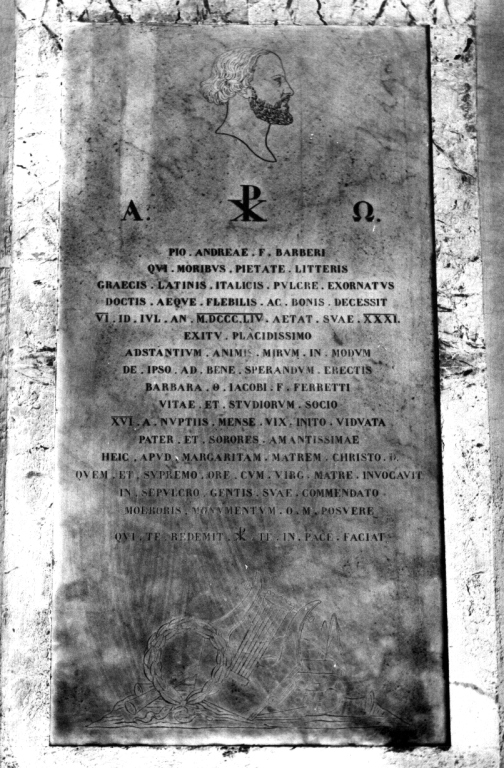 Α. ☧ Ω.
PIO . ANDREAE . F . BARBERI
QVI . MORIBVS . PIETATE . LITTERIS
GRAECIS . LATINIS . ITALICIS . PVLCRE . EXORNATVS
DOCTIS . AEQVE . FLEBILIS . AC . BONIS . DECESSIT
VI . ID . IVL . AN . M.DCCC.LIV . AETAT . SVAE . XXXI.
EXITV . PLACIDISSIMO
ADSTANTIVM . ANIMIS . MIRVM . IN . MODVM
DE . IPSO . AD . BENE . SPERANDVM . ERECTIS
BARBARA . Θ . IACOBI . F . FERRETTI
VITAE . ET . STVDIORVM . SOCIO
XVI . A . NVPTIIS . MENSE . VIX . INITO . VIDVATA
PATER . ET . SORORES . AMANTISSIMAE
HEIC . APVD . MARGARITAM . MATREM . CHRISTO . D.
QVEM . ET . SVPREMO . ORE . CVM . VIRG . MATRE . INVOCAVIT
IN . SEPVLCRO . GENTIS . SVAE . COMMENDATO
MOERORIS . MONVMENTVM . O . M . POSVERE
QVI . TE . REDEMIT . ☧ . TE . IN . PACE . FACIAT